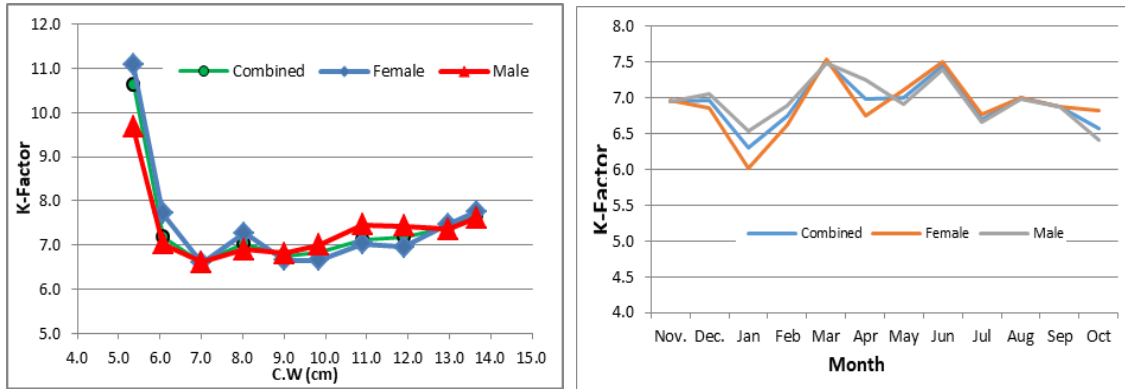 12.0
11.0
10.0
9.0
8.0
7.0
6.0
5.0
K-Factor
Combined Female Male
4.0 5.0 6.0 7.0 8.0 9.0 10.0 11.0 12.0 13.0 14.0 15.0
C.W (cm)
8.0
7.5
7.0
6.5
6.0
5.5
5.0
4.5
4.0
K-Factor
Combined Female Male
Nov. Dec. Jan Feb Mar Apr May Jun Jul Aug Sep Oct
Month